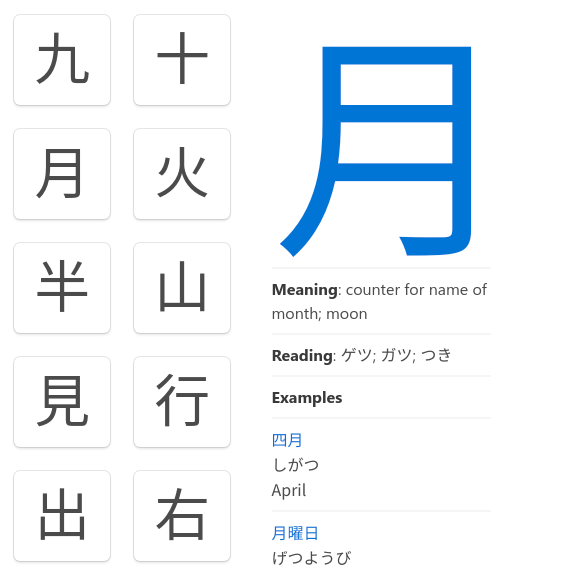 九 十
月 火
半 山
見 行
出 右
月
Meaning: counter for name of
month; moon
Reading: ゲツ; ガツ; つき
Examples
四月
しがつ
April
月曜日
げつようび